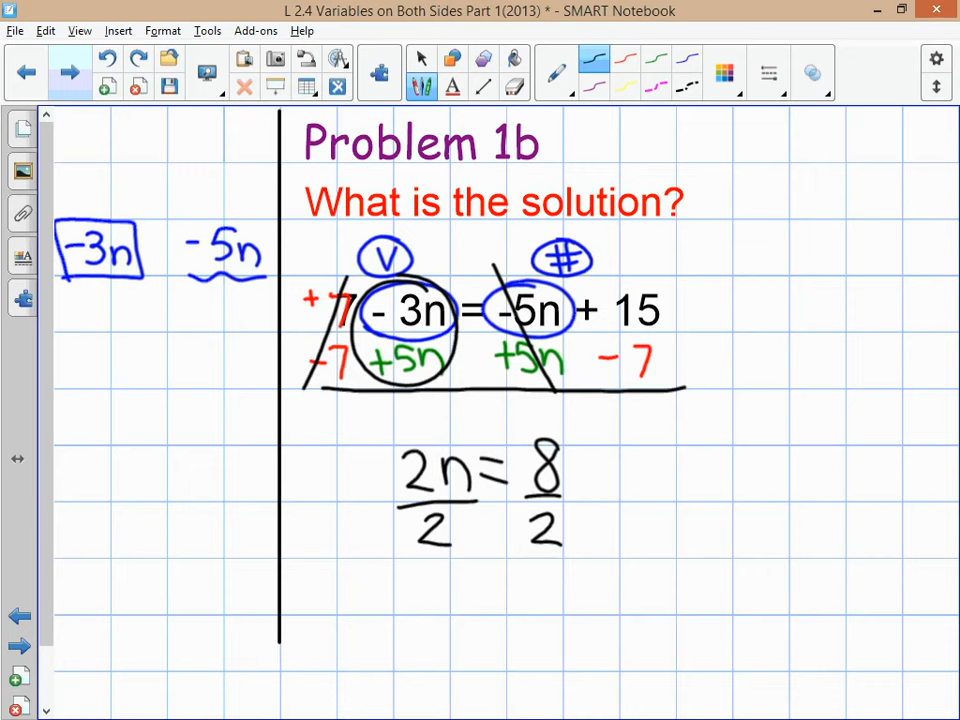 L 2.4 Variables on Both Sides Part 1(2013) * - SMART Notebook
File Edit View Insert Format Tools Add-ons Help
Problem 1b
What is the solution?
-3n -5n
V #
+7 - 3n = -5n + 15
-7 +5n +5n - 7
2n = 8
2 2